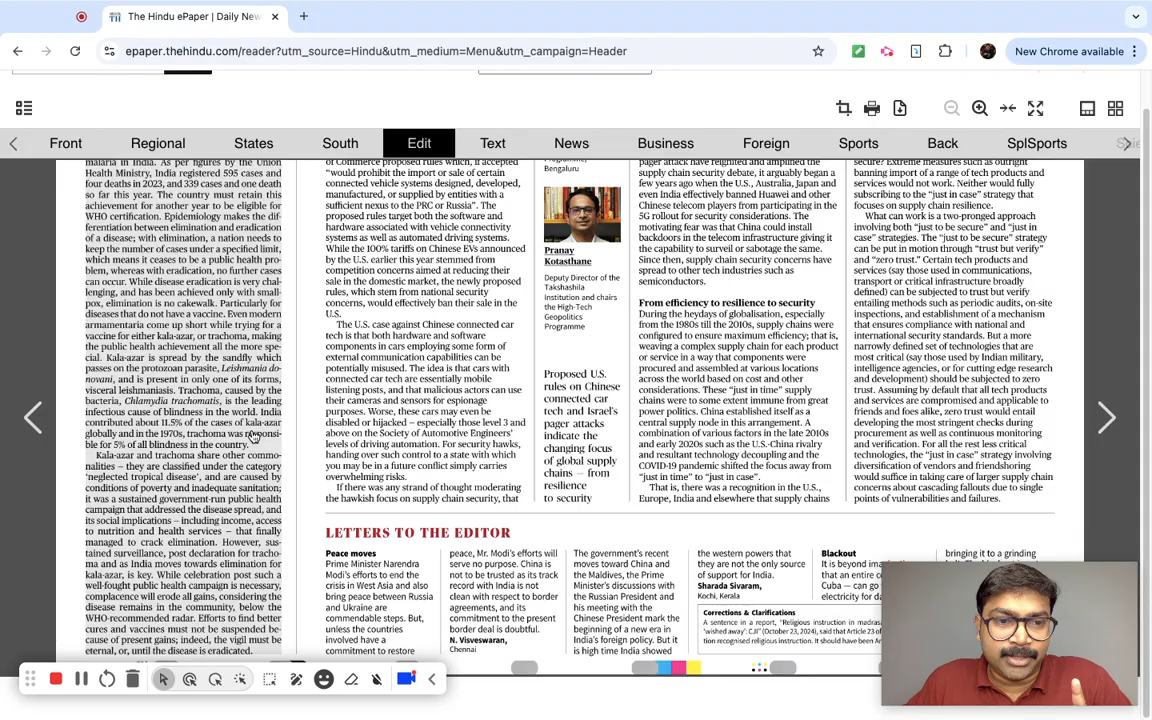 The Hindu ePaper | Daily New
epaper.thehindu.com/reader?utm_source=Hindu&utm_medium=Menu&utm_campaign=Header
New Chrome available
Front
Regional
States
South
Edit
Text
News
Business
Foreign
Sports
Back
SplSports
malaria in India. As per figures by the Union
Health Ministry, India registered 595 cases and
four deaths in 2023, and 339 cases and one death
so far this year. The country must retain this
achievement for another year to be eligible for
WHO certification. Epidemiology makes the dif-
ferentiation between elimination and eradication
of a disease; with elimination, a nation needs to
keep the number of cases under a specified limit,
which means it ceases to be a public health pro-
blem, whereas with eradication, no further cases
can occur. While disease eradication is very chal-
lenging, and has been achieved only with small-
pox, elimination is no cakewalk. Particularly for
diseases that do not have a vaccine. Even modern
armamentaria come up short while trying for a
vaccine for either kala-azar, or trachoma, making
the public health achievement all the more spe-
cial. Kala-azar is spread by the sandfly which
passes on the protozoan parasite, Leishmania do-
novani, and is present in only one of its forms,
visceral leishmaniasis. Trachoma, caused by the
bacteria, Chlamydia trachomatis, is the leading
infectious cause of blindness in the world. India
contributed about 11.5% of the cases of kala-azar
globally and in the 1970s, trachoma was responsi-
ble for 5% of all blindness in the country.
Kala-azar and trachoma share other commo-
nalities – they are classified under the category
'neglected tropical disease', and are caused by
conditions of poverty and inadequate sanitation;
it was a sustained government-run public health
campaign that addressed the disease spread, and
its social implications – including income, access
to nutrition and health services – that finally
managed to crack elimination. However, sus-
tained surveillance, post declaration for tracho-
ma and as India moves towards elimination for
kala-azar, is key. While celebration post such a
well-fought public health campaign is necessary,
complacence will erode all gains, considering the
disease remains in the community, below the
WHO-recommended radar. Efforts to find better
cures and vaccines must not be suspended be-
cause of present gains; indeed, the vigil must be
eternal, or, until the disease is eradicated.
of Commerce proposed rules which, if accepted
"would prohibit the import or sale of certain
connected vehicle systems designed, developed,
manufactured, or supplied by entities with a
sufficient nexus to the PRC or Russia". The
proposed rules target both the software and
hardware associated with vehicle connectivity
systems as well as automated driving systems.
While the 100% tariffs on Chinese EVs announced
by the U.S. earlier this year stemmed from
competition concerns aimed at reducing their
sale in the domestic market, the newly proposed
rules, which stem from national security
concerns, would effectively ban their sale in the
U.S.
The U.S. case against Chinese connected car
tech is that both hardware and software
components in cars employing some form of
external communication capabilities can be
potentially misused. The idea is that cars with
connected car tech are essentially mobile
listening posts, and that malicious actors can use
their cameras and sensors for espionage
purposes. Worse, these cars may even be
disabled or hijacked – especially those level 3 and
above on the Society of Automotive Engineers'
levels of driving automation. For security hawks,
handing over such control to a state with which
you may be in a future conflict simply carries
overwhelming risks.
If there was any strand of thought moderating
the hawkish focus on supply chain security, that
Programme,
Bengaluru
Pranay
Kotasthane
Deputy Director of the
Takshashila
Institution and chairs
the High-Tech
Geopolitics
Programme
Proposed U.S.
rules on Chinese
connected car
tech and Israel's
pager attacks
indicate the
changing focus
of global supply
chains — from
resilience
to security
pager attack have reignited and amplified the
supply chain security debate, it arguably began a
few years ago when the U.S., Australia, Japan and
even India effectively banned Huawei and other
Chinese telecom players from participating in the
5G rollout for security considerations. The
motivating fear was that China could install
backdoors in the telecom infrastructure giving it
the capability to surveil or sabotage the same.
Since then, supply chain security concerns have
spread to other tech industries such as
semiconductors.
From efficiency to resilience to security
During the heydays of globalisation, especially
from the 1980s till the 2010s, supply chains were
configured to ensure maximum efficiency; that is,
weaving a complex supply chain for each product
or service in a way that components were
procured and assembled at various locations
across the world based on cost and other
considerations. These "just in time" supply
chains were to some extent immune from great
power politics. China established itself as a
central supply node in this arrangement. A
combination of various factors in the late 2010s
and early 2020s such as the U.S.-China rivalry
and resultant technology decoupling and the
COVID-19 pandemic shifted the focus away from
"just in time" to "just in case".
That is, there was a recognition in the U.S.,
Europe, India and elsewhere that supply chains
secure? Extreme measures such as outright
banning import of a range of tech products and
services would not work. Neither would fully
subscribing to the "just in case" strategy that
focuses on supply chain resilience.
What can work is a two-pronged approach
involving both "just to be secure" and "just in
case" strategies. The "just to be secure" strategy
can be put in motion through "trust but verify"
and "zero trust." Certain tech products and
services (say those used in communications,
transport or critical infrastructure broadly
defined) can be subjected to trust but verify
entailing methods such as periodic audits, on-site
inspections, and establishment of a mechanism
that ensures compliance with national and
international security standards. But a more
narrowly defined set of technologies that are
most critical (say those used by Indian military,
intelligence agencies, or for cutting edge research
and development) should be subjected to zero
trust. Assuming by default that all tech products
and services are compromised and applicable to
friends and foes alike, zero trust would entail
developing the most stringent checks during
procurement as well as continuous monitoring
and verification. For all the rest less critical
technologies, the "just in case" strategy involving
diversification of vendors and friendshoring
would suffice in taking care of larger supply chain
concerns about cascading failures due to single
points of vulnerabilities and failures.
LETTERS TO THE EDITOR
Peace moves
Prime Minister Narendra
Modi's efforts to end the
crisis in West Asia and also
bring peace between Russia
and Ukraine are
commendable steps. But,
unless the countries
involved have a
commitment to restore
peace, Mr. Modi's efforts will
serve no purpose. China is
not to be trusted as its track
record with India is not
clean with respect to border
agreements, and its
commitment to the present
border deal is doubtful.
N. Visveswaran,
Chennai
The government's recent
moves toward China and
the Maldives, the Prime
Minister's discussions with
the Russian President and
his meeting with the
Chinese President mark the
beginning of a new era in
India's foreign policy. But it
is high time India showed
the western powers that
they are not the only source
of support for India.
Sharada Sivaram,
Kochi, Kerala
Blackout
It is beyond imagi
that an entire co
Cuba — can go
electricity for da
bringing it to a grinding
Corrections & Clarifications
A sentence in a report, "Religious instruction in madras
'wished away': CJI" (October 23, 2024), said that Article 23 of
tion recognised religious instruction. It should have been Ar